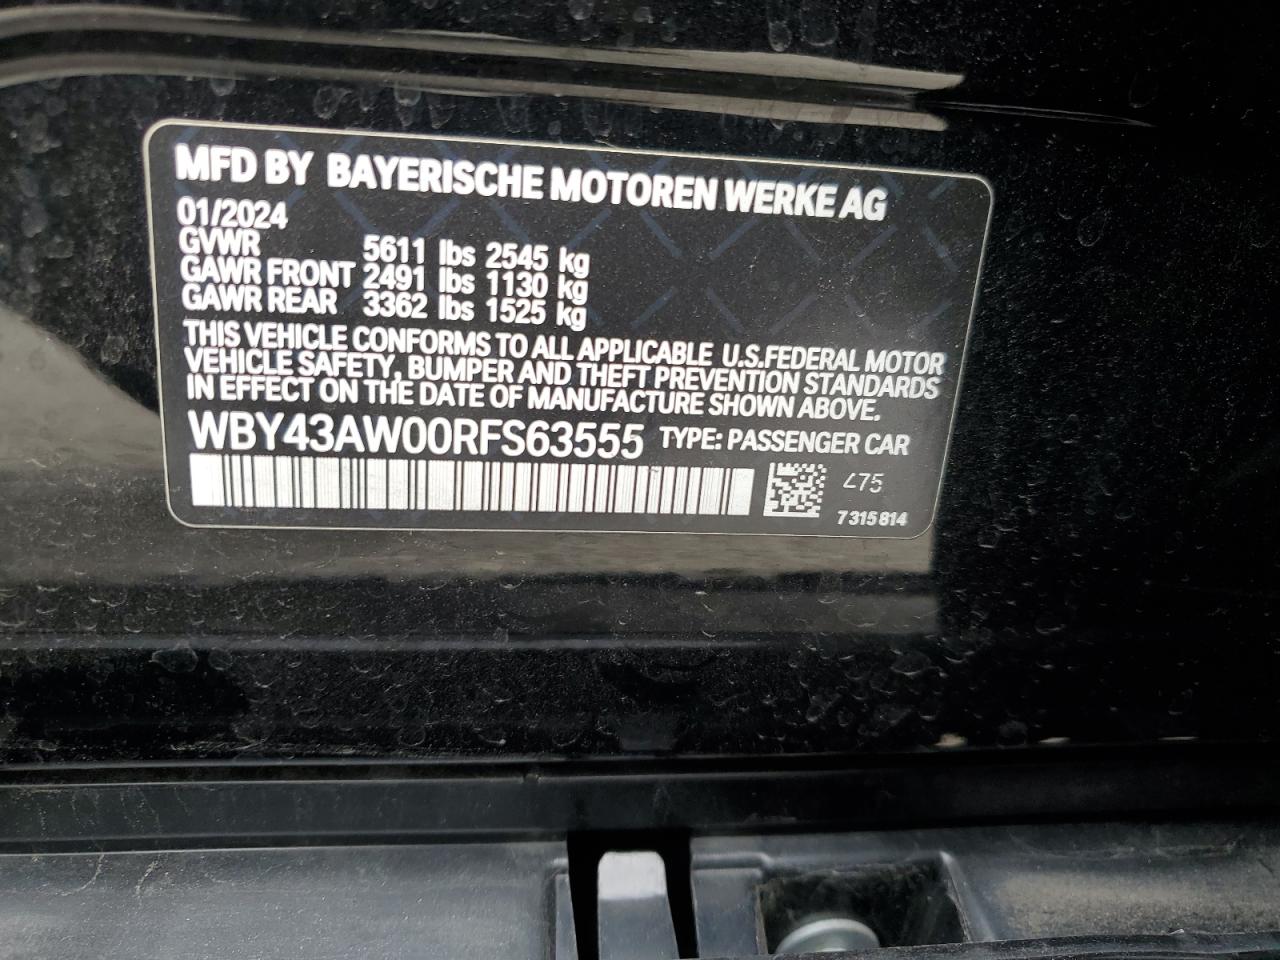 MFD BY BAYERISCHE MOTOREN WERKE AG
01/2024
GVWR 5611 lbs 2545 kg
GAWR FRONT 2491 lbs 1130 kg
GAWR REAR 3362 lbs 1525 kg
THIS VEHICLE CONFORMS TO ALL APPLICABLE U.S.FEDERAL MOTOR
VEHICLE SAFETY, BUMPER AND THEFT PREVENTION STANDARDS
IN EFFECT ON THE DATE OF MANUFACTURE SHOWN ABOVE.
WBY43AW00RFS63555 TYPE: PASSENGER CAR
475
7315814